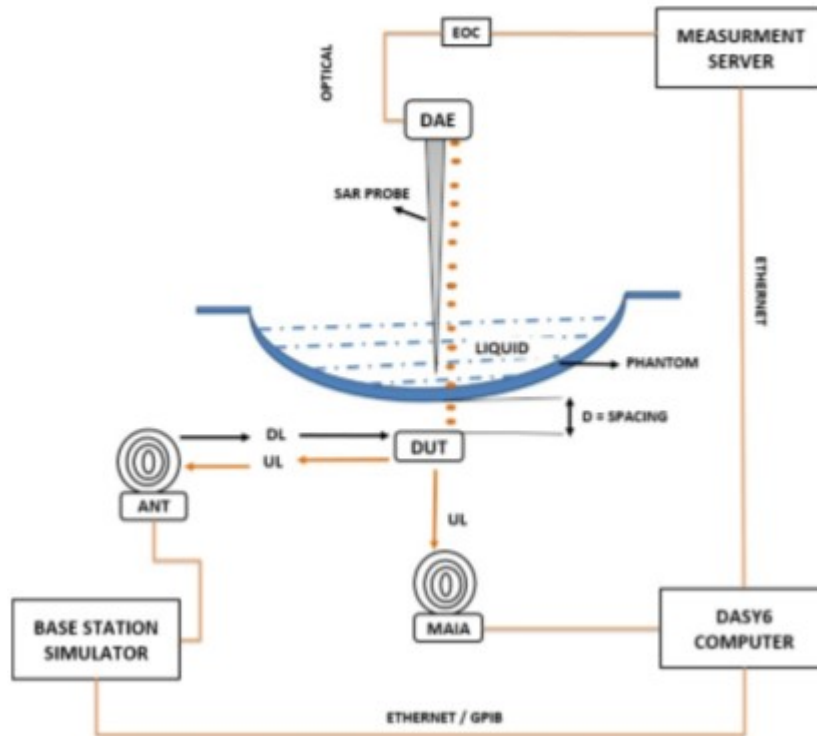 EOC
MEASURMENT
SERVER
OPTICAL
DAE
SAR PROBE
ETHERNET
LIQUID
PHANTOM
D = SPACING
DL
DUT
UL
ANT
UL
MAIA
BASE STATION
SIMULATOR
DASY6
COMPUTER
ETHERNET / GPIB